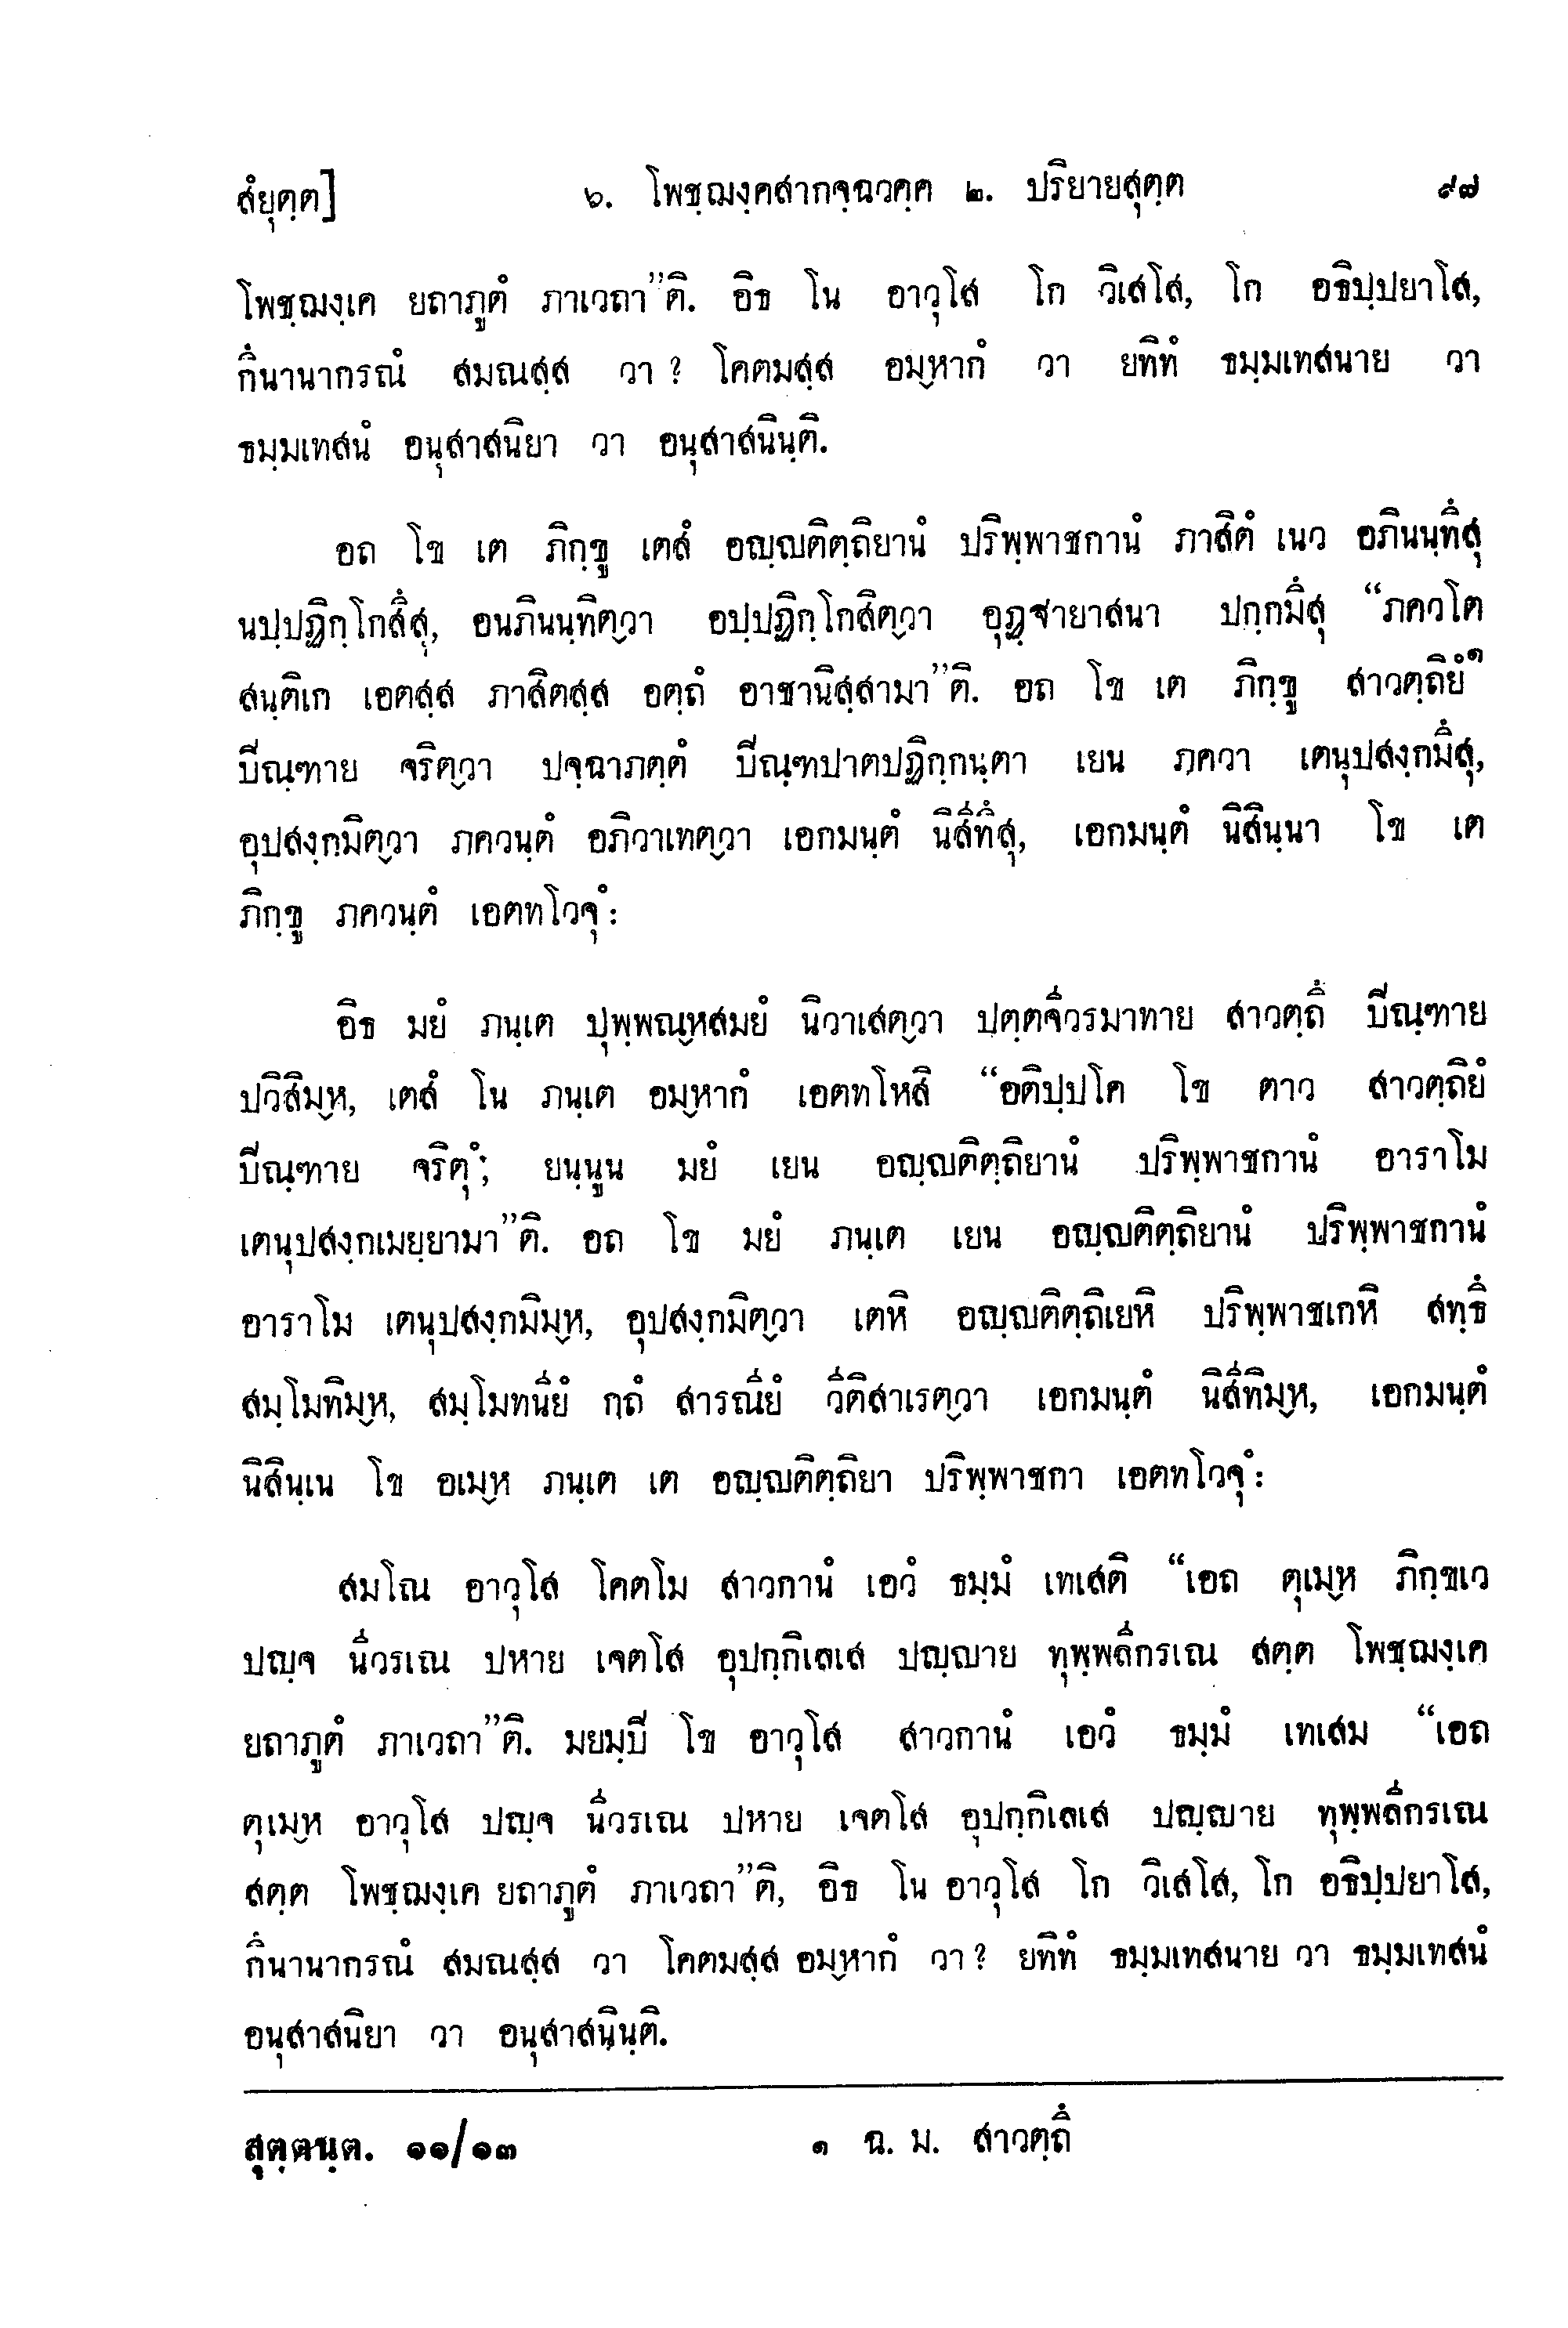 สํยุตฺต]	๖. โพชฺฌงฺคสากจฺฉวคฺค ๒. ปริยายสุตฺต	๙๗
โพชฺฌงฺเค ยถาภูตํ ภาเวถา”ติ. อิธ โน อาวุโส โก วิเสโส, โก อธิปฺปยาโส,
กึนานากรณํ สมณสฺส วา ? โคตมสฺส อมฺหากํ วา ยทิทํ ธมฺมเทสนาย วา
ธมฺมเทสนํ อนุสาสนิยา วา อนุสาสนินฺติ.
อถ โข เต ภิกฺขู เตสํ อญฺญติตฺถิยานํ ปริพฺพาชกานํ ภาสิตํ เนว อภินนฺทึสุ
นปฺปฏิกฺโกสึสุ, อนภินนฺทิตฺวา อปฺปฏิกฺโกสิตฺวา อุฏฺฐายาสนา ปกฺกมึสุ “ภควโต
สนฺติเก เอตสฺส ภาสิตสฺส อตฺถํ อาชานิสฺสามา”ติ. อถ โข เต ภิกฺขู สาวตฺถิยํ๑
ปิณฺฑาย จริตฺวา ปจฺฉาภตฺตํ ปิณฺฑปาตปฏิกฺกนฺตา เยน ภควา เตนุปสงฺกมึสุ,
อุปสงฺกมิตฺวา ภควนฺตํ อภิวาเทตฺวา เอกมนฺตํ นิสีทึสุ, เอกมนฺตํ นิสินฺนา โข เต
ภิกฺขู ภควนฺตํ เอตทโวจุํ:
อิธ มยํ ภนฺเต ปุพฺพณฺหสมยํ นิวาเสตฺวา ปตฺตจีวรมาทาย สาวตฺถึ ปิณฺฑาย
ปวิสิมฺห, เตสํ โน ภนฺเต อมฺหากํ เอตทโหสิ “อติปฺปโค โข ตาว สาวตฺถิยํ
ปิณฺฑาย จริตุํ; ยนฺนูน มยํ เยน อญฺญติตฺถิยานํ ปริพฺพาชกานํ อาราโม
เตนุปสงฺกเมยฺยามา”ติ. อถ โข มยํ ภนฺเต เยน อญฺญติตฺถิยานํ ปริพฺพาชกานํ
อาราโม เตนุปสงฺกมิมฺห, อุปสงฺกมิตฺวา เตหิ อญฺญติตฺถิเยหิ ปริพฺพาชเกหิ สทฺธึ
สมฺโมทิมฺห, สมฺโมทนียํ กถํ สารณียํ วีติสาเรตฺวา เอกมนฺตํ นิสีทิมฺห, เอกมนฺตํ
นิสินฺเน โข อเมฺห ภนฺเต เต อญฺญติตฺถิยา ปริพฺพาชกา เอตทโวจุํ:
สมโณ อาวุโส โคตโม สาวกานํ เอวํ ธมฺมํ เทเสติ “เอถ ตุเมฺห ภิกฺขเว
ปญฺจ นีวรเณ ปหาย เจตโส อุปกฺกิเลเส ปญฺญาย ทุพฺพลีกรเณ สตฺต โพชฺฌงฺเค
ยถาภูตํ ภาเวถา”ติ. มยมฺปิ โข อาวุโส สาวกานํ เอวํ ธมฺมํ เทเสม “เอถ
ตุเมฺห อาวุโส ปญฺจ นีวรเณ ปหาย เจตโส อุปกฺกิเลเส ปญฺญาย ทุพฺพลีกรเณ
สตฺต โพชฺฌงฺเค ยถาภูตํ ภาเวถา”ติ, อิธ โน อาวุโส โก วิเสโส, โก อธิปฺปยาโส,
กึนานากรณํ สมณสฺส วา โคตมสฺส อมฺหากํ วา ? ยทิทํ ธมฺมเทสนาย วา ธมฺมเทสนํ
อนุสาสนิยา วา อนุสาสนินฺติ.
สุตฺตนฺต. ๑๑/๑๓	๑ ฉ. ม. สาวตฺถึ